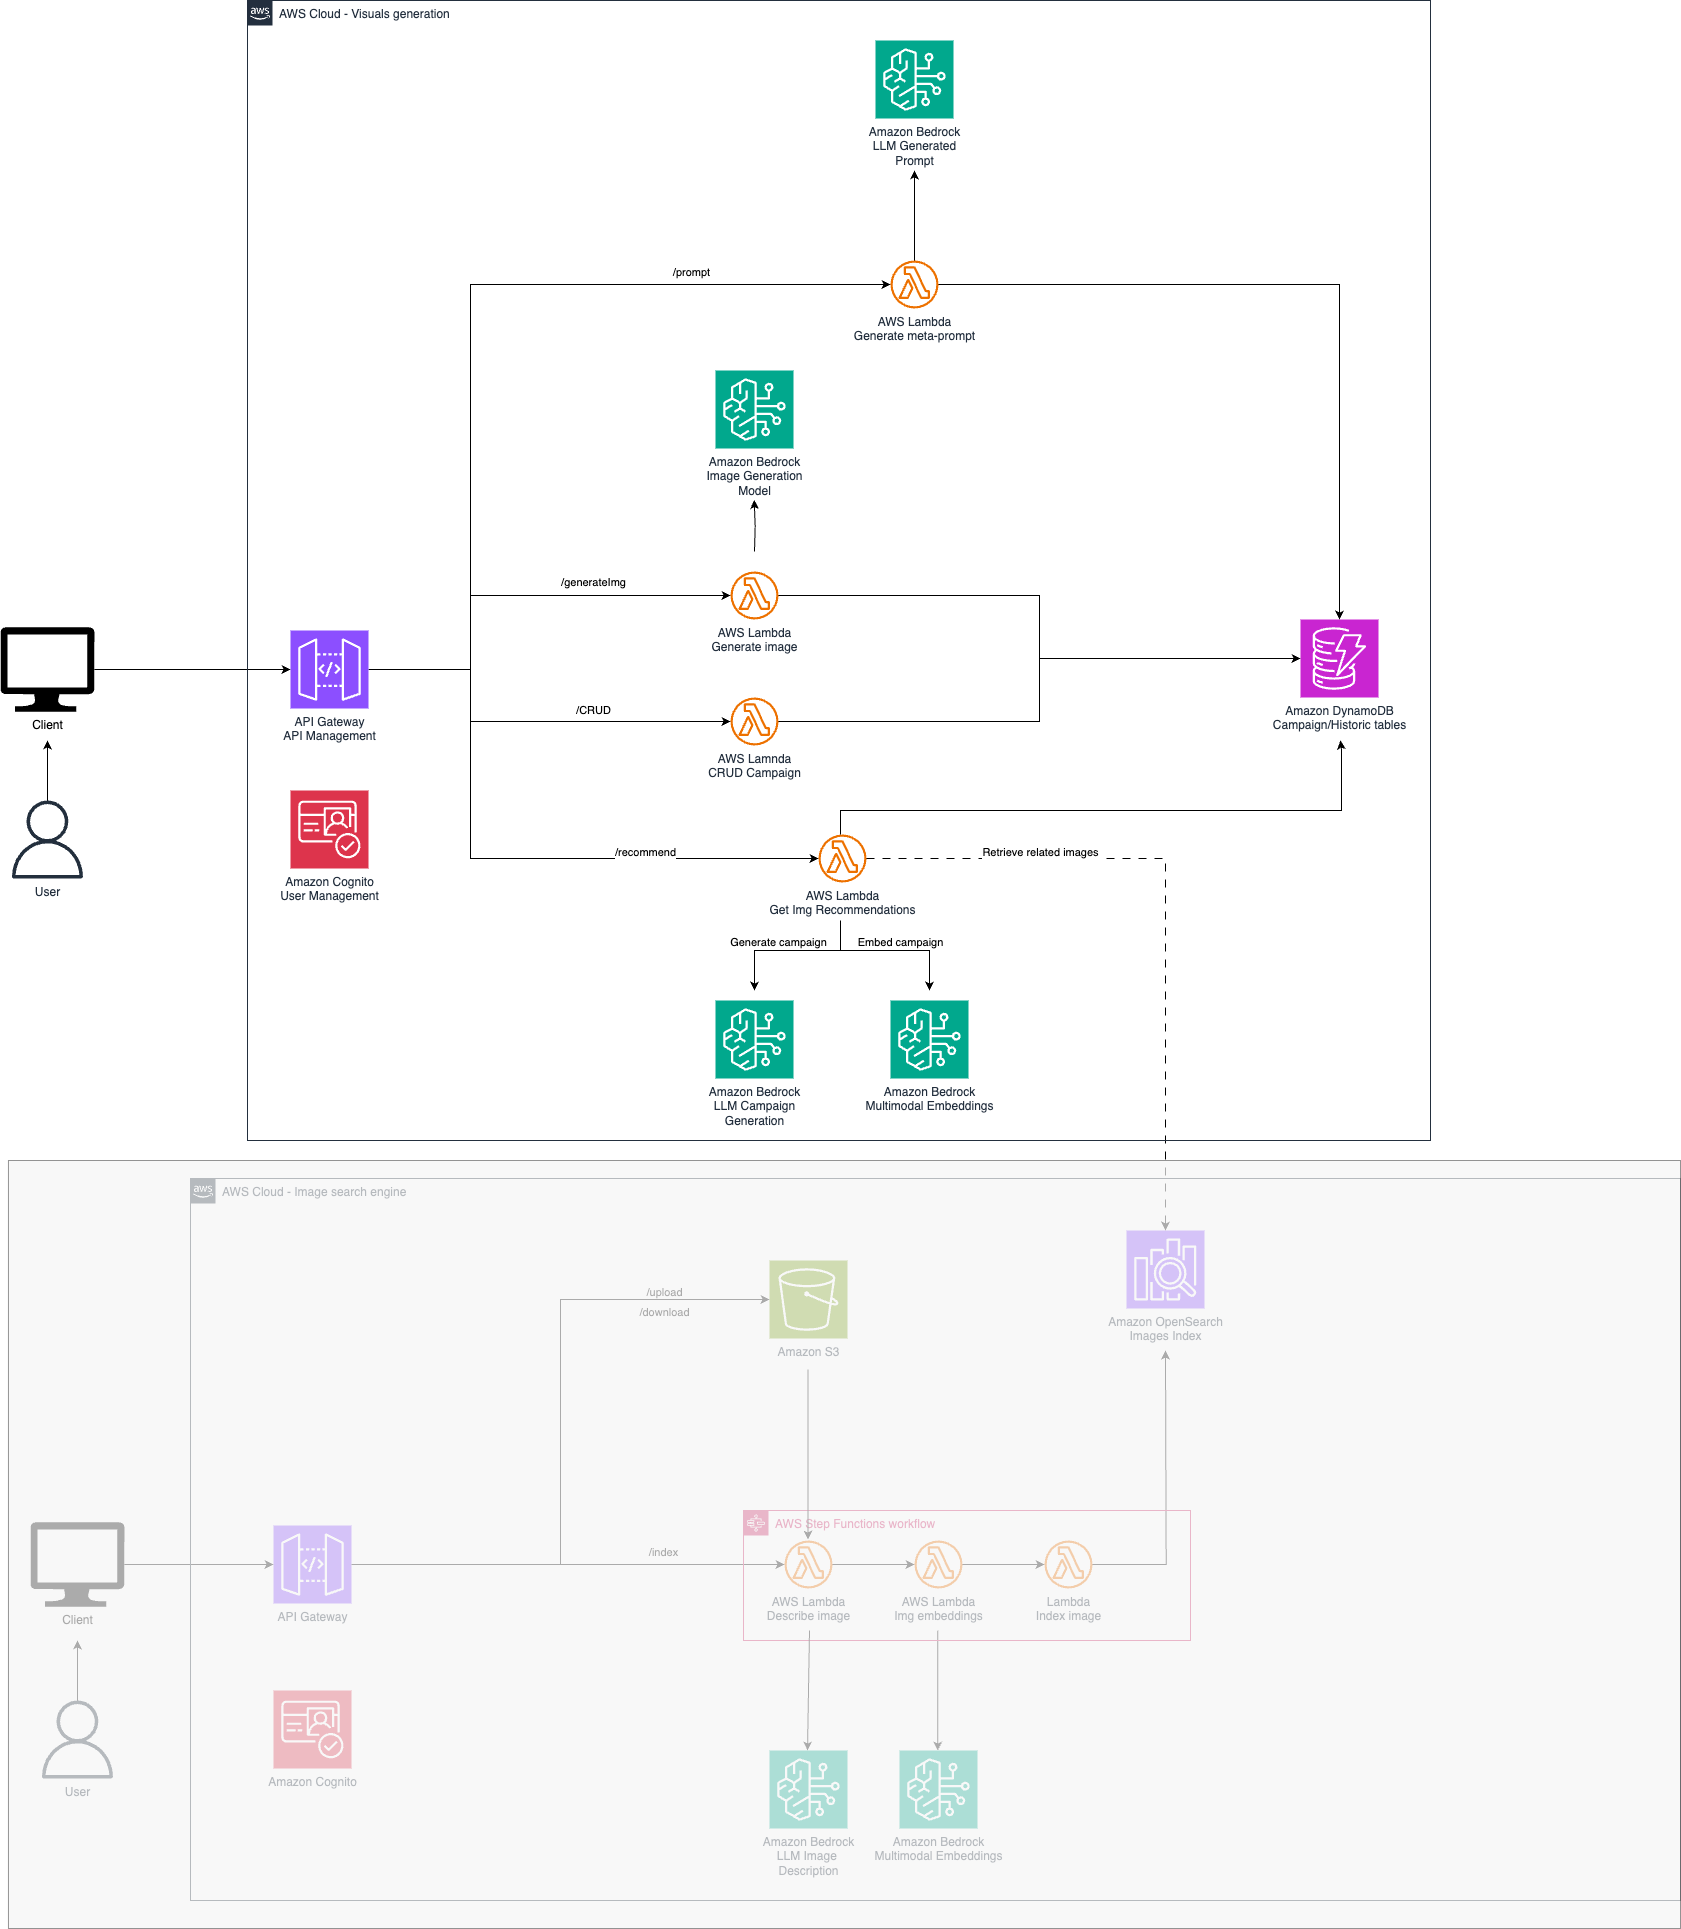 aws
AWS Cloud - Visuals generation
Amazon Bedrock
LLM Generated
Prompt
/prompt
AWS Lambda
Generate meta-prompt
Amazon Bedrock
Image Generation
Model
/generateImg
AWS Lambda
Generate image
Client
API Gateway
API Management
/CRUD
Amazon DynamoDB
Campaign/Historic tables
AWS Lamnda
CRUD Campaign
User
Amazon Cognito
User Management
/recommend
Retrieve related images
AWS Lambda
Get Img Recommendations
Generate campaign
Embed campaign
Amazon Bedrock
LLM Campaign
Generation
Amazon Bedrock
Multimodal Embeddings
aws
AWS Cloud - Image search engine
/upload
/download
Amazon S3
Amazon OpenSearch
Images Index
AWS Step Functions workflow
/index
Client
API Gateway
AWS Lambda
Describe image
AWS Lambda
Img embeddings
Lambda
Index image
User
Amazon Cognito
Amazon Bedrock
LLM Image
Description
Amazon Bedrock
Multimodal Embeddings